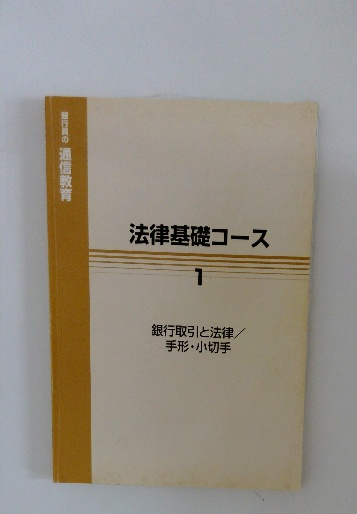 銀行員の 通信教育
法律基礎コース
1
銀行取引と法律/
手形・小切手